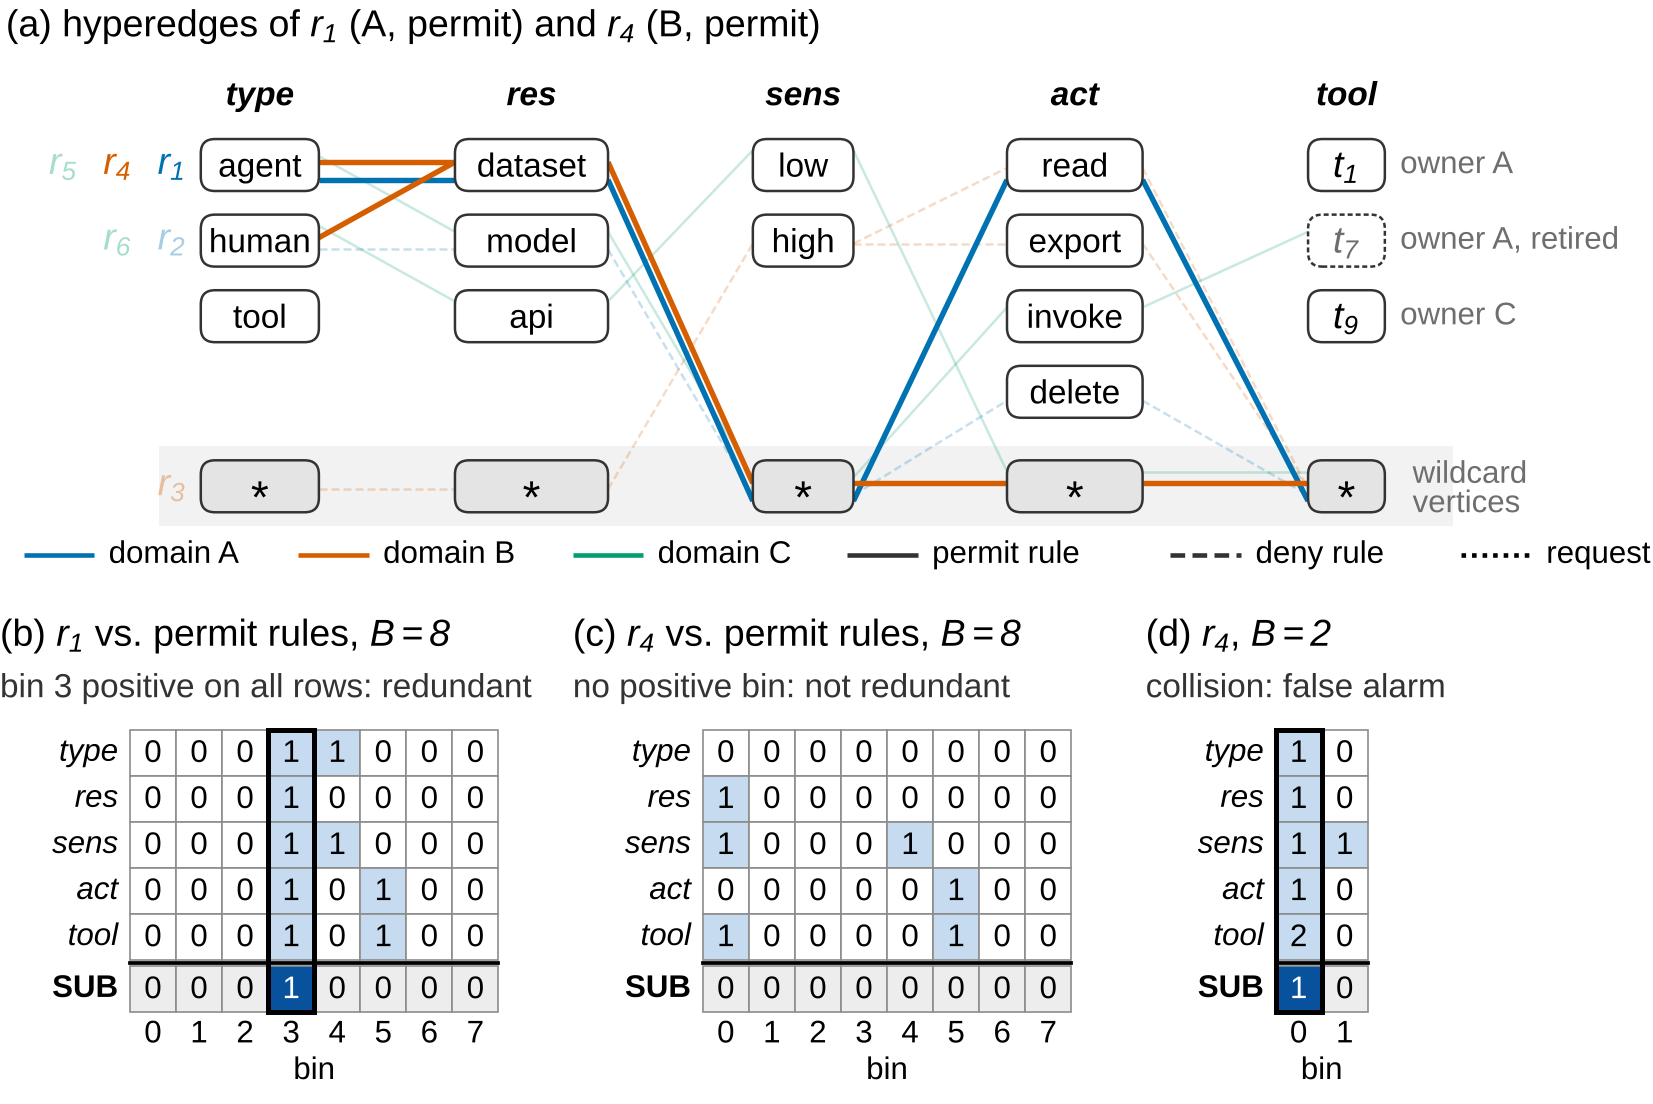 (a) hyperedges of r1 (A, permit) and r4 (B, permit)
type res sens act tool
r5 r4 r1 agent dataset low read t1 owner A
r6 r2 human model high export t7 owner A, retired
tool api invoke t9 owner C
delete
r3 * * * * * wildcard vertices
domain A domain B domain C permit rule deny rule request
(b) r1 vs. permit rules, B = 8
bin 3 positive on all rows: redundant
type 0 0 0 1 1 0 0 0
res 0 0 0 1 0 0 0 0
sens 0 0 0 1 1 0 0 0
act 0 0 0 1 0 1 0 0
tool 0 0 0 1 0 1 0 0
SUB 0 0 0 1 0 0 0 0
0 1 2 3 4 5 6 7
bin
(c) r4 vs. permit rules, B = 8
no positive bin: not redundant
type 0 0 0 0 0 0 0 0
res 1 0 0 0 0 0 0 0
sens 1 0 0 0 1 0 0 0
act 0 0 0 0 0 1 0 0
tool 1 0 0 0 0 1 0 0
SUB 0 0 0 0 0 0 0 0
0 1 2 3 4 5 6 7
bin
(d) r4, B = 2
collision: false alarm
type 1 0
res 1 0
sens 1 1
act 1 0
tool 2 0
SUB 1 0
0 1
bin